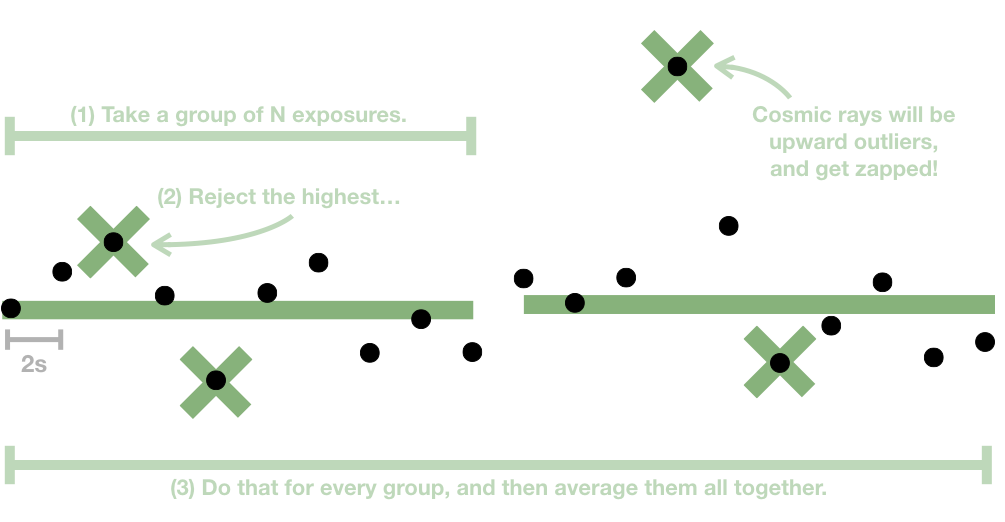 (1) Take a group of N exposures.
Cosmic rays will be
upward outliers,
and get zapped!
(2) Reject the highest…
2s
(3) Do that for every group, and then average them all together.